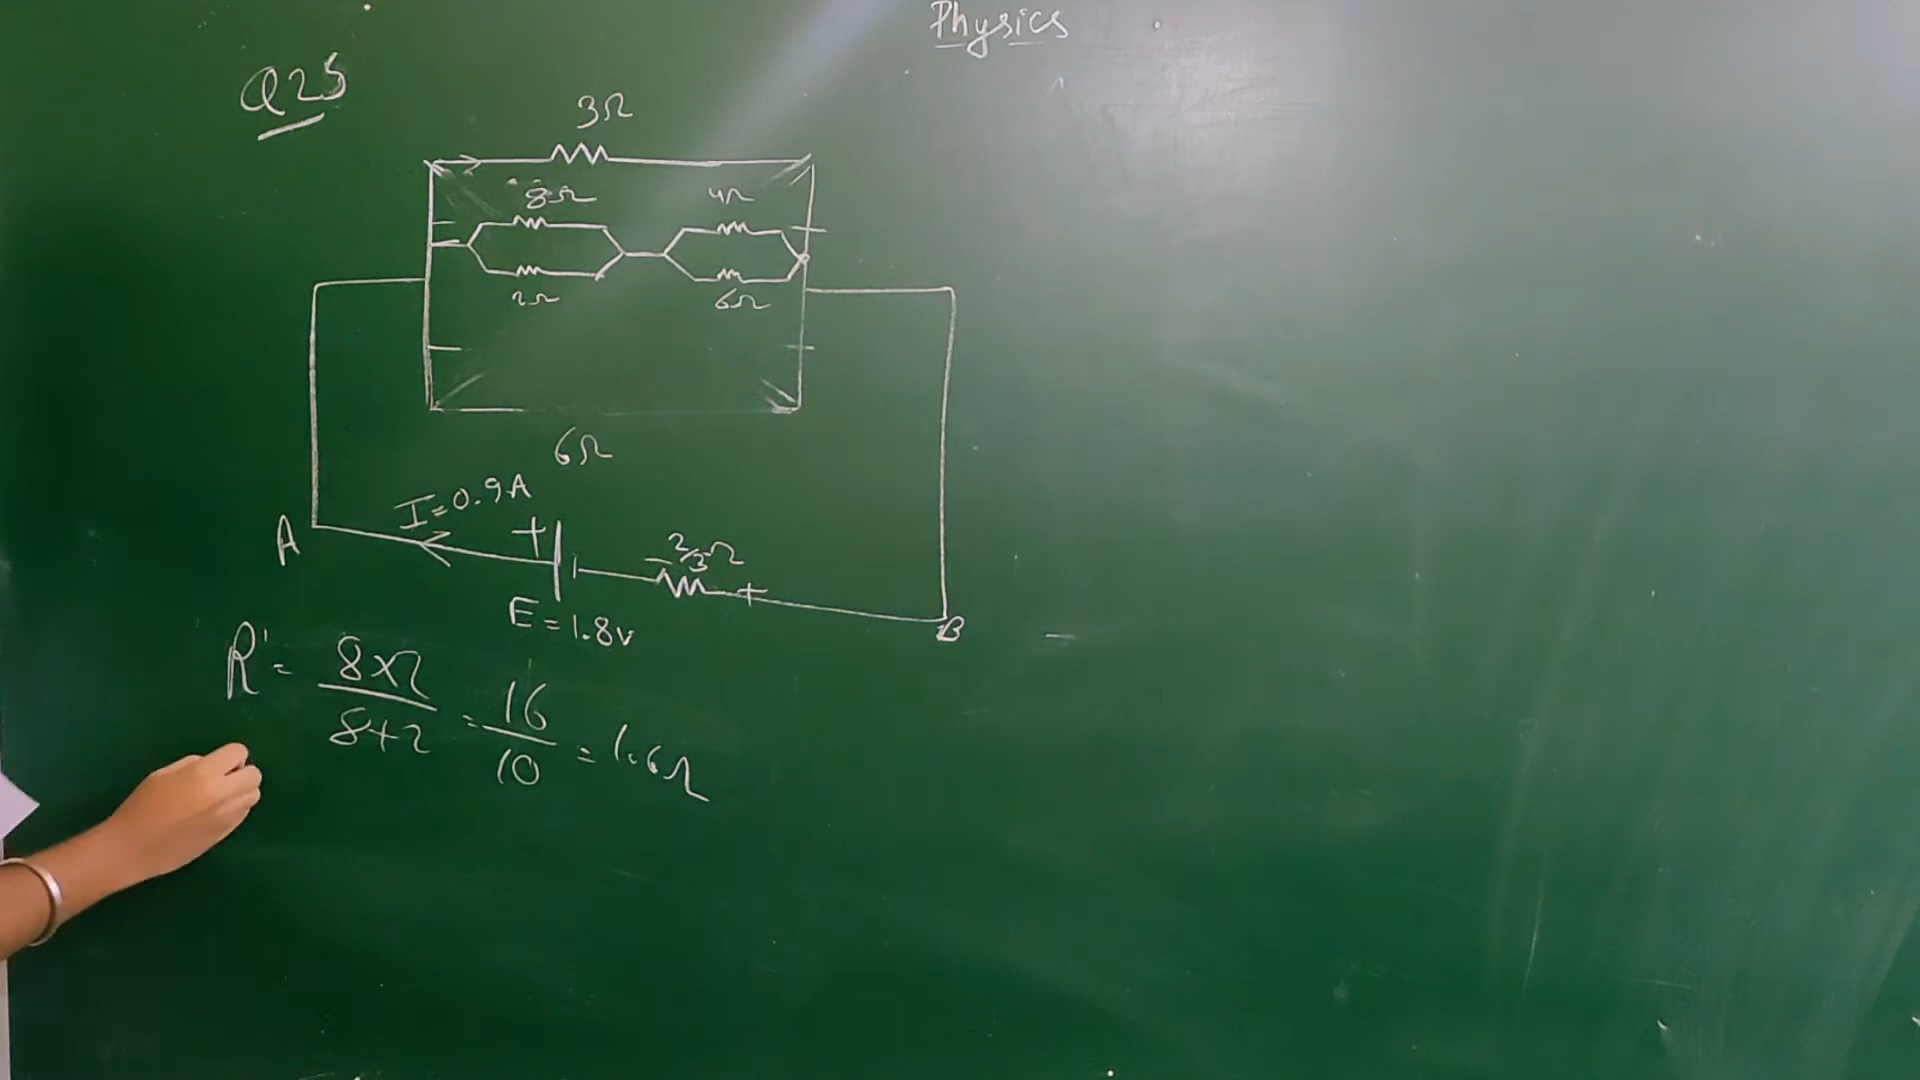 Physics
Q25
3Ω
8Ω
4Ω
2Ω
6Ω
6Ω
I=0.9A
A
+
- 2/3Ω
+
E=1.8v
B
R' = 8×2/8+2 = 16/10 = 1.6Ω